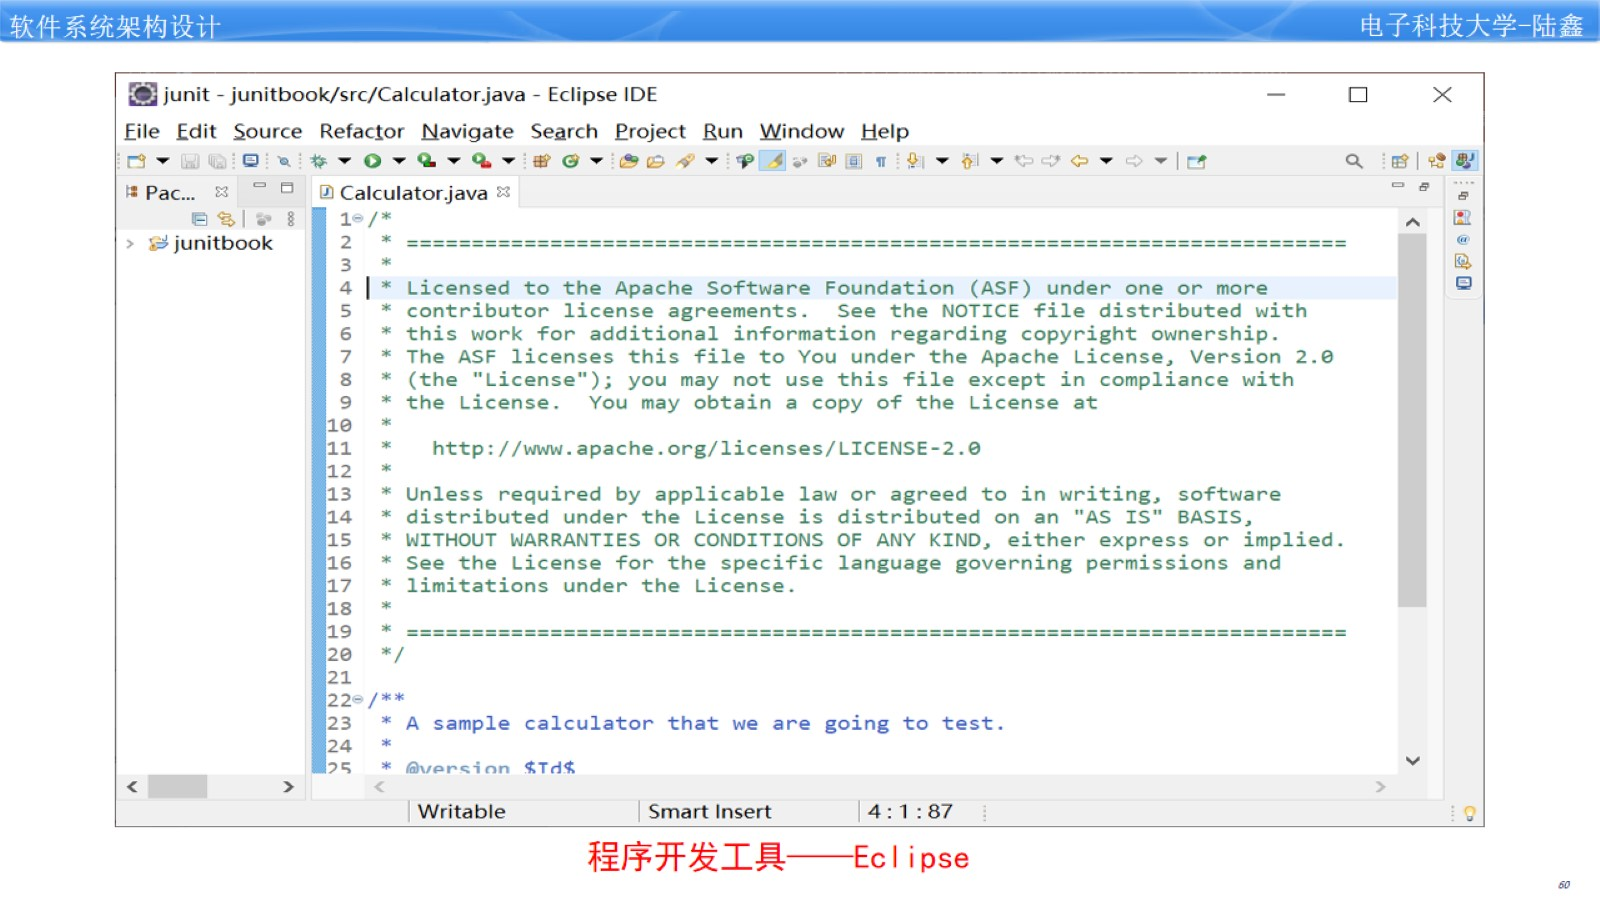 软件系统架构设计
电子科技大学-陆鑫
junit - junitbook/src/Calculator.java - Eclipse IDE
File Edit Source Refactor Navigate Search Project Run Window Help
Pac...
Calculator.java
junitbook
1 /*
2 * ========================================================================
3 *
4 * Licensed to the Apache Software Foundation (ASF) under one or more
5 * contributor license agreements.  See the NOTICE file distributed with
6 * this work for additional information regarding copyright ownership.
7 * The ASF licenses this file to You under the Apache License, Version 2.0
8 * (the "License"); you may not use this file except in compliance with
9 * the License.  You may obtain a copy of the License at
10 *
11 *   http://www.apache.org/licenses/LICENSE-2.0
12 *
13 * Unless required by applicable law or agreed to in writing, software
14 * distributed under the License is distributed on an "AS IS" BASIS,
15 * WITHOUT WARRANTIES OR CONDITIONS OF ANY KIND, either express or implied.
16 * See the License for the specific language governing permissions and
17 * limitations under the License.
18 *
19 * ========================================================================
20 */
21
22 /**
23 * A sample calculator that we are going to test.
24 *
25 * @version $Id$
Writable
Smart Insert
4 : 1 : 87
程序开发工具——Eclipse
60